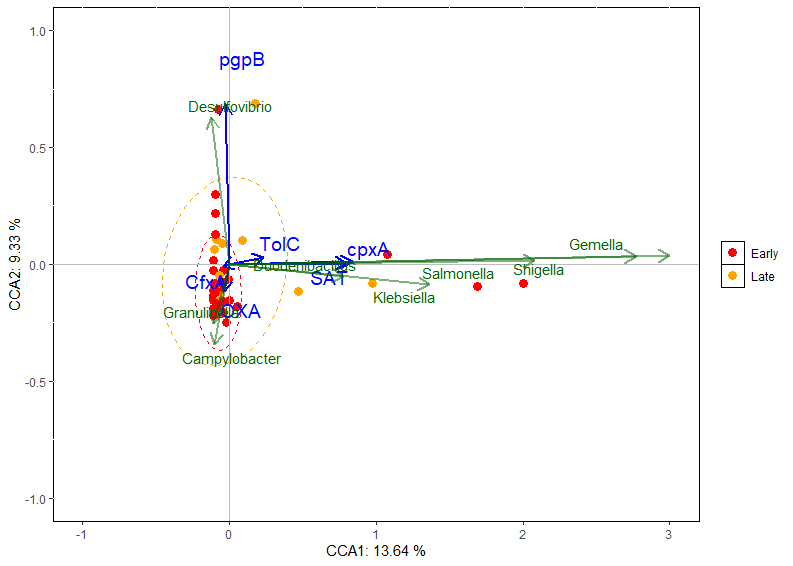 1.0
pgpB
Desulfovibrio
0.5
Early
Late
TolC
cpxA
Gemella
0.0
Salmonella
Shigella
CfxA
SAT
Klebsiella
OXA
Campylobacter
-0.5
-1.0
-1
0
1
2
3
CCA1: 13.64 %
CCA2: 9.33 %